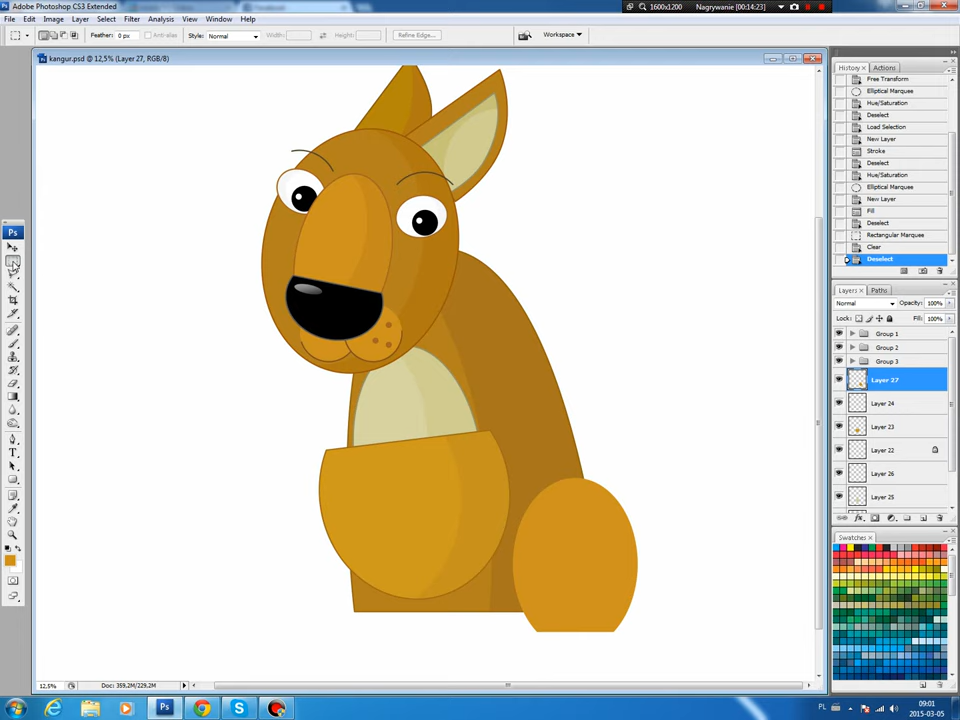 Adobe Photoshop CS3 Extended
1600x1200
Nagrywanie [00:14:23]
File
Edit Image Layer Select Filter Analysis View Window Help
Feather: 0 px
Anti-alias
Style: Normal
Width:
Height:
Refine Edge...
Workspace
kangur.psd @ 12,5% (Layer 27, RGB/8)
History × Actions
Free Transform
Elliptical Marquee
Hue/Saturation
Deselect
Load Selection
New Layer
Stroke
Deselect
Hue/Saturation
Elliptical Marquee
New Layer
Fill
Deselect
Rectangular Marquee
Clear
Deselect
Layers × Paths
Normal
Opacity: 100%
Lock:
Fill: 100%
Group 1
Group 2
Group 3
Layer 27
Layer 24
Layer 23
Layer 22
Layer 26
Layer 25
Swatches ×
Ps
12,5%
Doc: 359,2M/229,2M
PL
09:01
2015-03-05